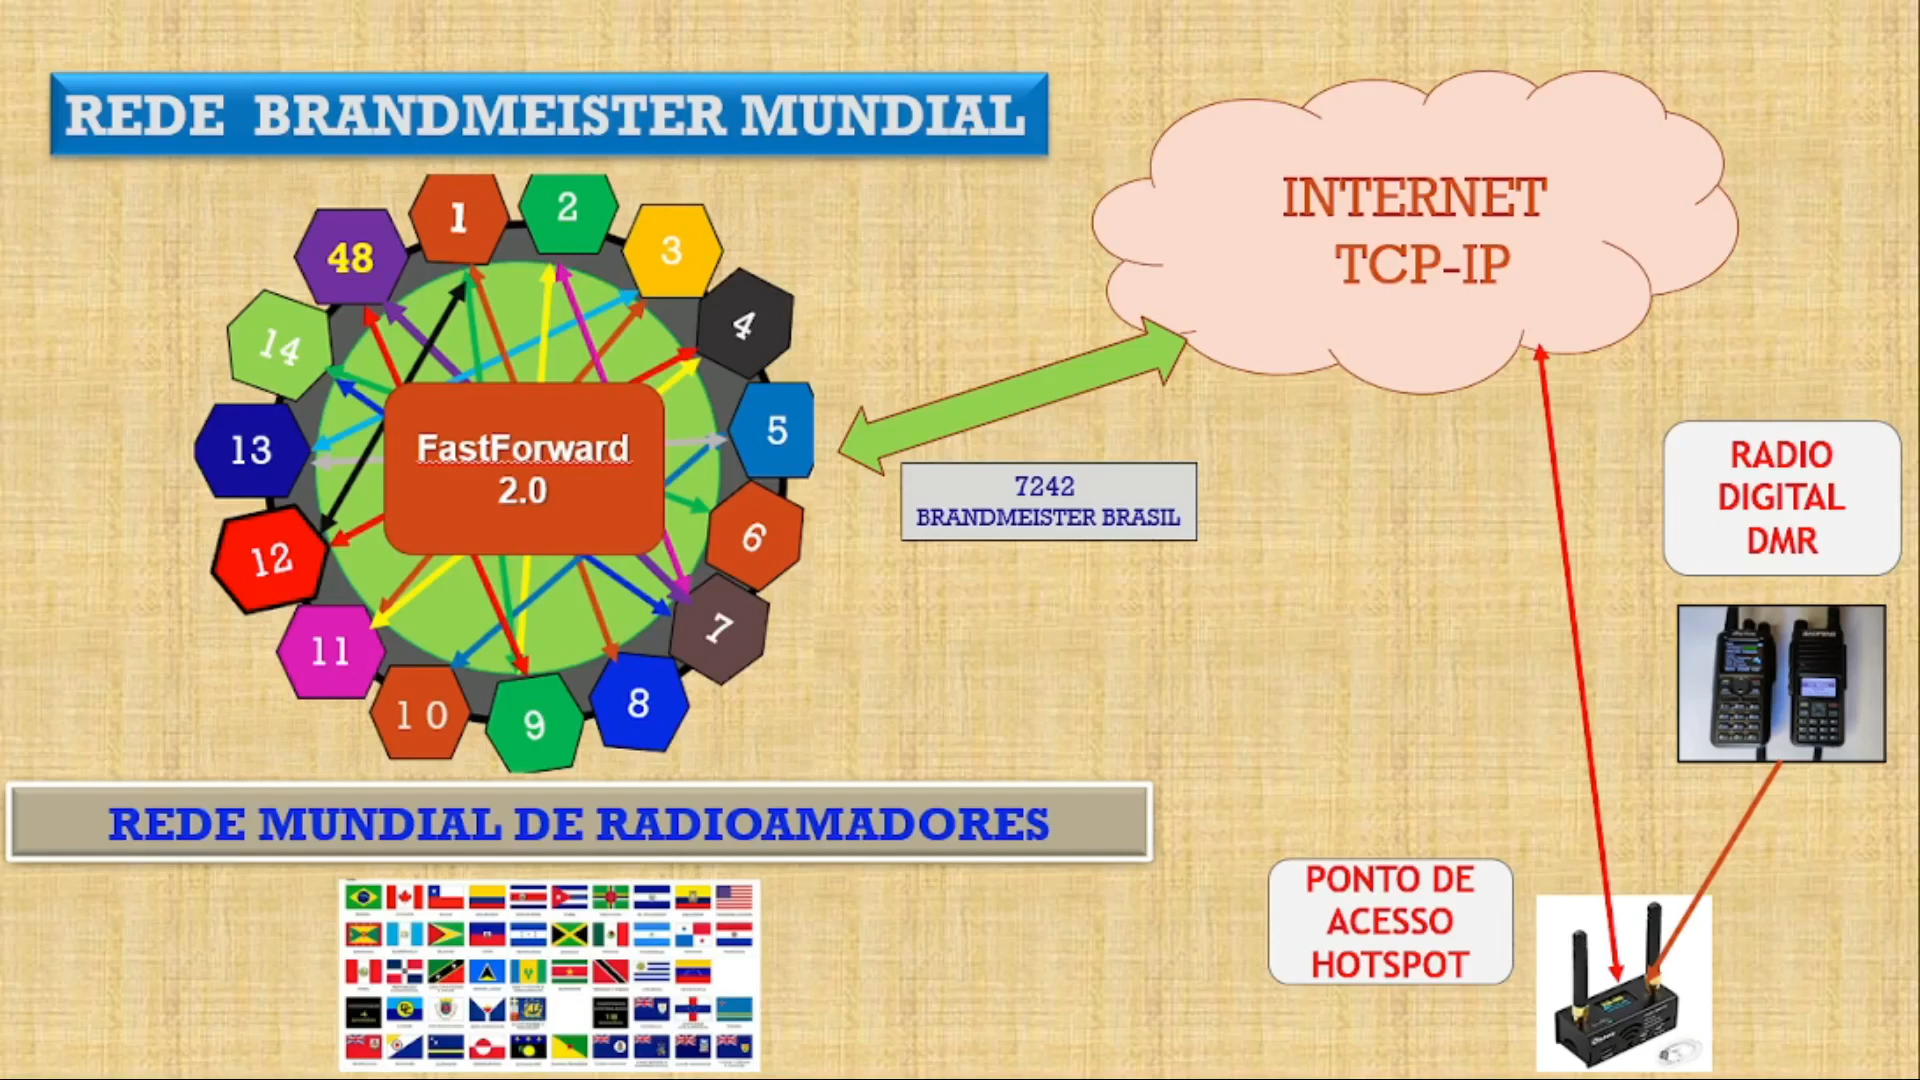 REDE BRANDMEISTER MUNDIAL
INTERNET
TCP-IP
1
2
3
4
5
6
7
8
9
10
11
12
13
14
48
FastForward
2.0
7242
BRANDMEISTER BRASIL
RADIO
DIGITAL
DMR
REDE MUNDIAL DE RADIOAMADORES
PONTO DE
ACESSO
HOTSPOT